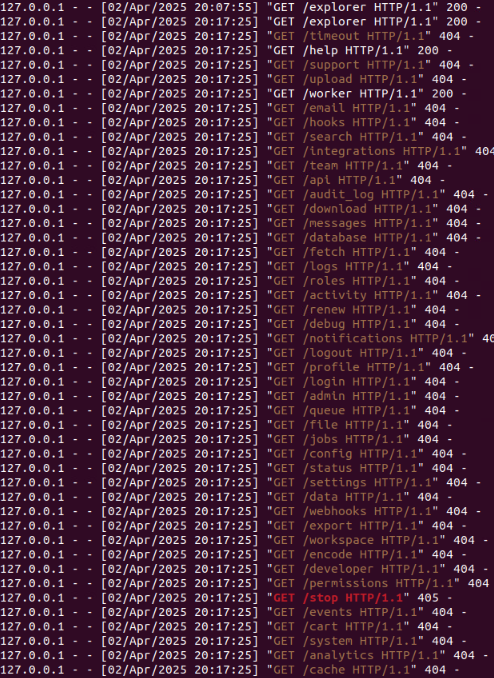 127.0.0.1 - - [02/Apr/2025 20:07:55] "GET /explorer HTTP/1.1" 200 -
127.0.0.1 - - [02/Apr/2025 20:17:25] "GET /explorer HTTP/1.1" 200 -
127.0.0.1 - - [02/Apr/2025 20:17:25] "GET /timeout HTTP/1.1" 404 -
127.0.0.1 - - [02/Apr/2025 20:17:25] "GET /help HTTP/1.1" 200 -
127.0.0.1 - - [02/Apr/2025 20:17:25] "GET /support HTTP/1.1" 404 -
127.0.0.1 - - [02/Apr/2025 20:17:25] "GET /upload HTTP/1.1" 404 -
127.0.0.1 - - [02/Apr/2025 20:17:25] "GET /worker HTTP/1.1" 200 -
127.0.0.1 - - [02/Apr/2025 20:17:25] "GET /email HTTP/1.1" 404 -
127.0.0.1 - - [02/Apr/2025 20:17:25] "GET /hooks HTTP/1.1" 404 -
127.0.0.1 - - [02/Apr/2025 20:17:25] "GET /search HTTP/1.1" 404 -
127.0.0.1 - - [02/Apr/2025 20:17:25] "GET /integrations HTTP/1.1" 404
127.0.0.1 - - [02/Apr/2025 20:17:25] "GET /team HTTP/1.1" 404 -
127.0.0.1 - - [02/Apr/2025 20:17:25] "GET /api HTTP/1.1" 404 -
127.0.0.1 - - [02/Apr/2025 20:17:25] "GET /audit_log HTTP/1.1" 404 -
127.0.0.1 - - [02/Apr/2025 20:17:25] "GET /download HTTP/1.1" 404 -
127.0.0.1 - - [02/Apr/2025 20:17:25] "GET /messages HTTP/1.1" 404 -
127.0.0.1 - - [02/Apr/2025 20:17:25] "GET /database HTTP/1.1" 404 -
127.0.0.1 - - [02/Apr/2025 20:17:25] "GET /fetch HTTP/1.1" 404 -
127.0.0.1 - - [02/Apr/2025 20:17:25] "GET /logs HTTP/1.1" 404 -
127.0.0.1 - - [02/Apr/2025 20:17:25] "GET /roles HTTP/1.1" 404 -
127.0.0.1 - - [02/Apr/2025 20:17:25] "GET /activity HTTP/1.1" 404 -
127.0.0.1 - - [02/Apr/2025 20:17:25] "GET /renew HTTP/1.1" 404 -
127.0.0.1 - - [02/Apr/2025 20:17:25] "GET /debug HTTP/1.1" 404 -
127.0.0.1 - - [02/Apr/2025 20:17:25] "GET /notifications HTTP/1.1" 40
127.0.0.1 - - [02/Apr/2025 20:17:25] "GET /logout HTTP/1.1" 404 -
127.0.0.1 - - [02/Apr/2025 20:17:25] "GET /profile HTTP/1.1" 404 -
127.0.0.1 - - [02/Apr/2025 20:17:25] "GET /login HTTP/1.1" 404 -
127.0.0.1 - - [02/Apr/2025 20:17:25] "GET /admin HTTP/1.1" 404 -
127.0.0.1 - - [02/Apr/2025 20:17:25] "GET /queue HTTP/1.1" 404 -
127.0.0.1 - - [02/Apr/2025 20:17:25] "GET /file HTTP/1.1" 404 -
127.0.0.1 - - [02/Apr/2025 20:17:25] "GET /jobs HTTP/1.1" 404 -
127.0.0.1 - - [02/Apr/2025 20:17:25] "GET /config HTTP/1.1" 404 -
127.0.0.1 - - [02/Apr/2025 20:17:25] "GET /status HTTP/1.1" 404 -
127.0.0.1 - - [02/Apr/2025 20:17:25] "GET /settings HTTP/1.1" 404 -
127.0.0.1 - - [02/Apr/2025 20:17:25] "GET /data HTTP/1.1" 404 -
127.0.0.1 - - [02/Apr/2025 20:17:25] "GET /webhooks HTTP/1.1" 404 -
127.0.0.1 - - [02/Apr/2025 20:17:25] "GET /export HTTP/1.1" 404 -
127.0.0.1 - - [02/Apr/2025 20:17:25] "GET /workspace HTTP/1.1" 404 -
127.0.0.1 - - [02/Apr/2025 20:17:25] "GET /encode HTTP/1.1" 404 -
127.0.0.1 - - [02/Apr/2025 20:17:25] "GET /developer HTTP/1.1" 404 -
127.0.0.1 - - [02/Apr/2025 20:17:25] "GET /permissions HTTP/1.1" 404
127.0.0.1 - - [02/Apr/2025 20:17:25] "GET /stop HTTP/1.1" 405 -
127.0.0.1 - - [02/Apr/2025 20:17:25] "GET /events HTTP/1.1" 404 -
127.0.0.1 - - [02/Apr/2025 20:17:25] "GET /cart HTTP/1.1" 404 -
127.0.0.1 - - [02/Apr/2025 20:17:25] "GET /system HTTP/1.1" 404 -
127.0.0.1 - - [02/Apr/2025 20:17:25] "GET /analytics HTTP/1.1" 404 -
127.0.0.1 - - [02/Apr/2025 20:17:25] "GET /cache HTTP/1.1" 404 -